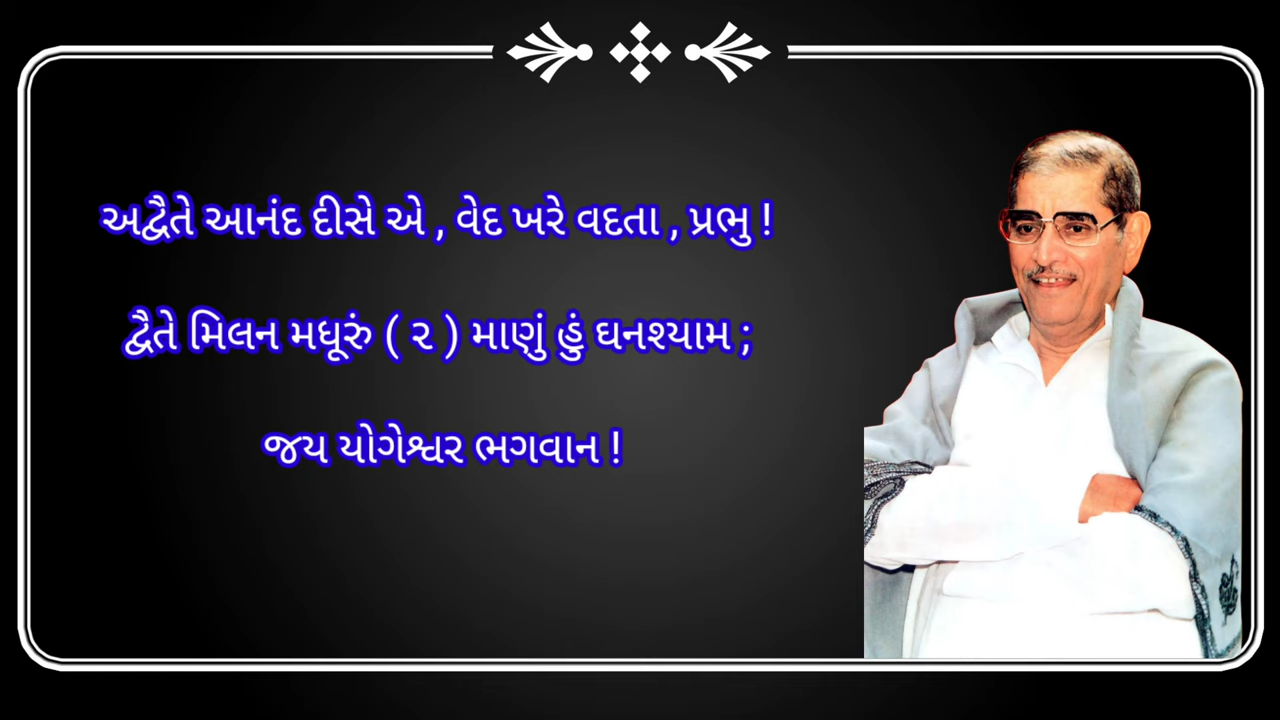 અદ્વૈતે આનંદ દીસે એ , વેદ ખરે વદતા , પ્રભુ !
દ્વૈતે મિલન મધૂરું ( ૨ ) માણું હું ઘનશ્યામ ;
જય યોગેશ્વર ભગવાન !